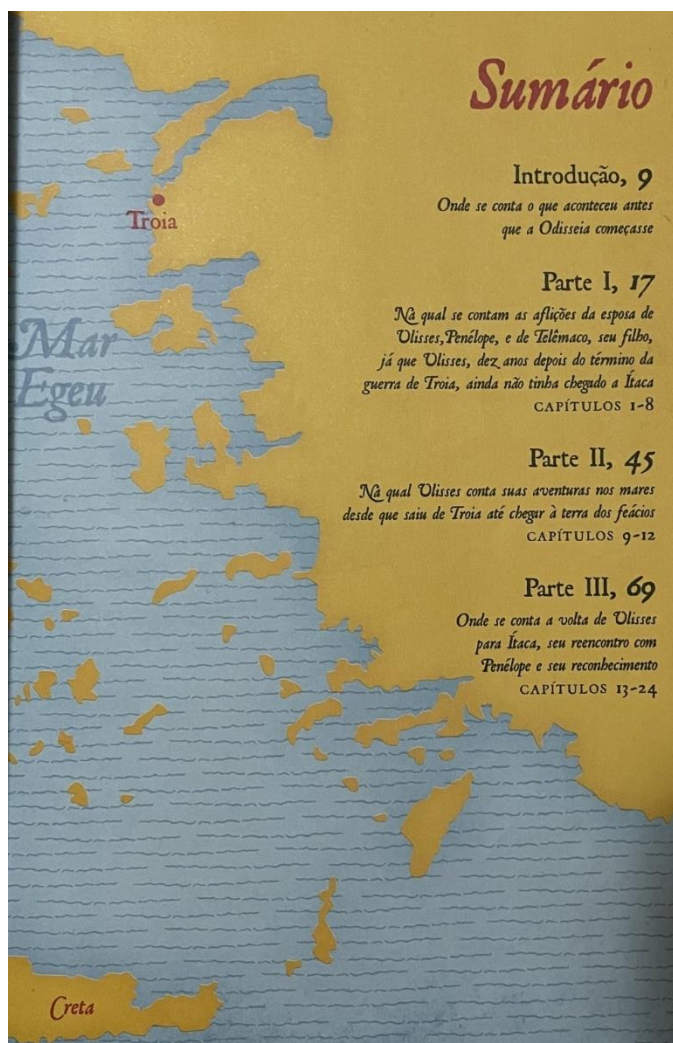 Sumário
Introdução, 9
Onde se conta o que aconteceu antes
que a Odisseia começasse
Troia
Parte I, 17
Na qual se contam as aflições da esposa de
Ulisses, Penélope, e de Telêmaco, seu filho,
já que Ulisses, dez anos depois do término da
guerra de Troia, ainda não tinha chegado a Ítaca
CAPÍTULOS 1-8
Mar
Egeu
Parte II, 45
Na qual Ulisses conta suas aventuras nos mares
desde que saiu de Troia até chegar à terra dos feácios
CAPÍTULOS 9-12
Parte III, 69
Onde se conta a volta de Ulisses
para Ítaca, seu reencontro com
Penélope e seu reconhecimento
CAPÍTULOS 13-24
Creta